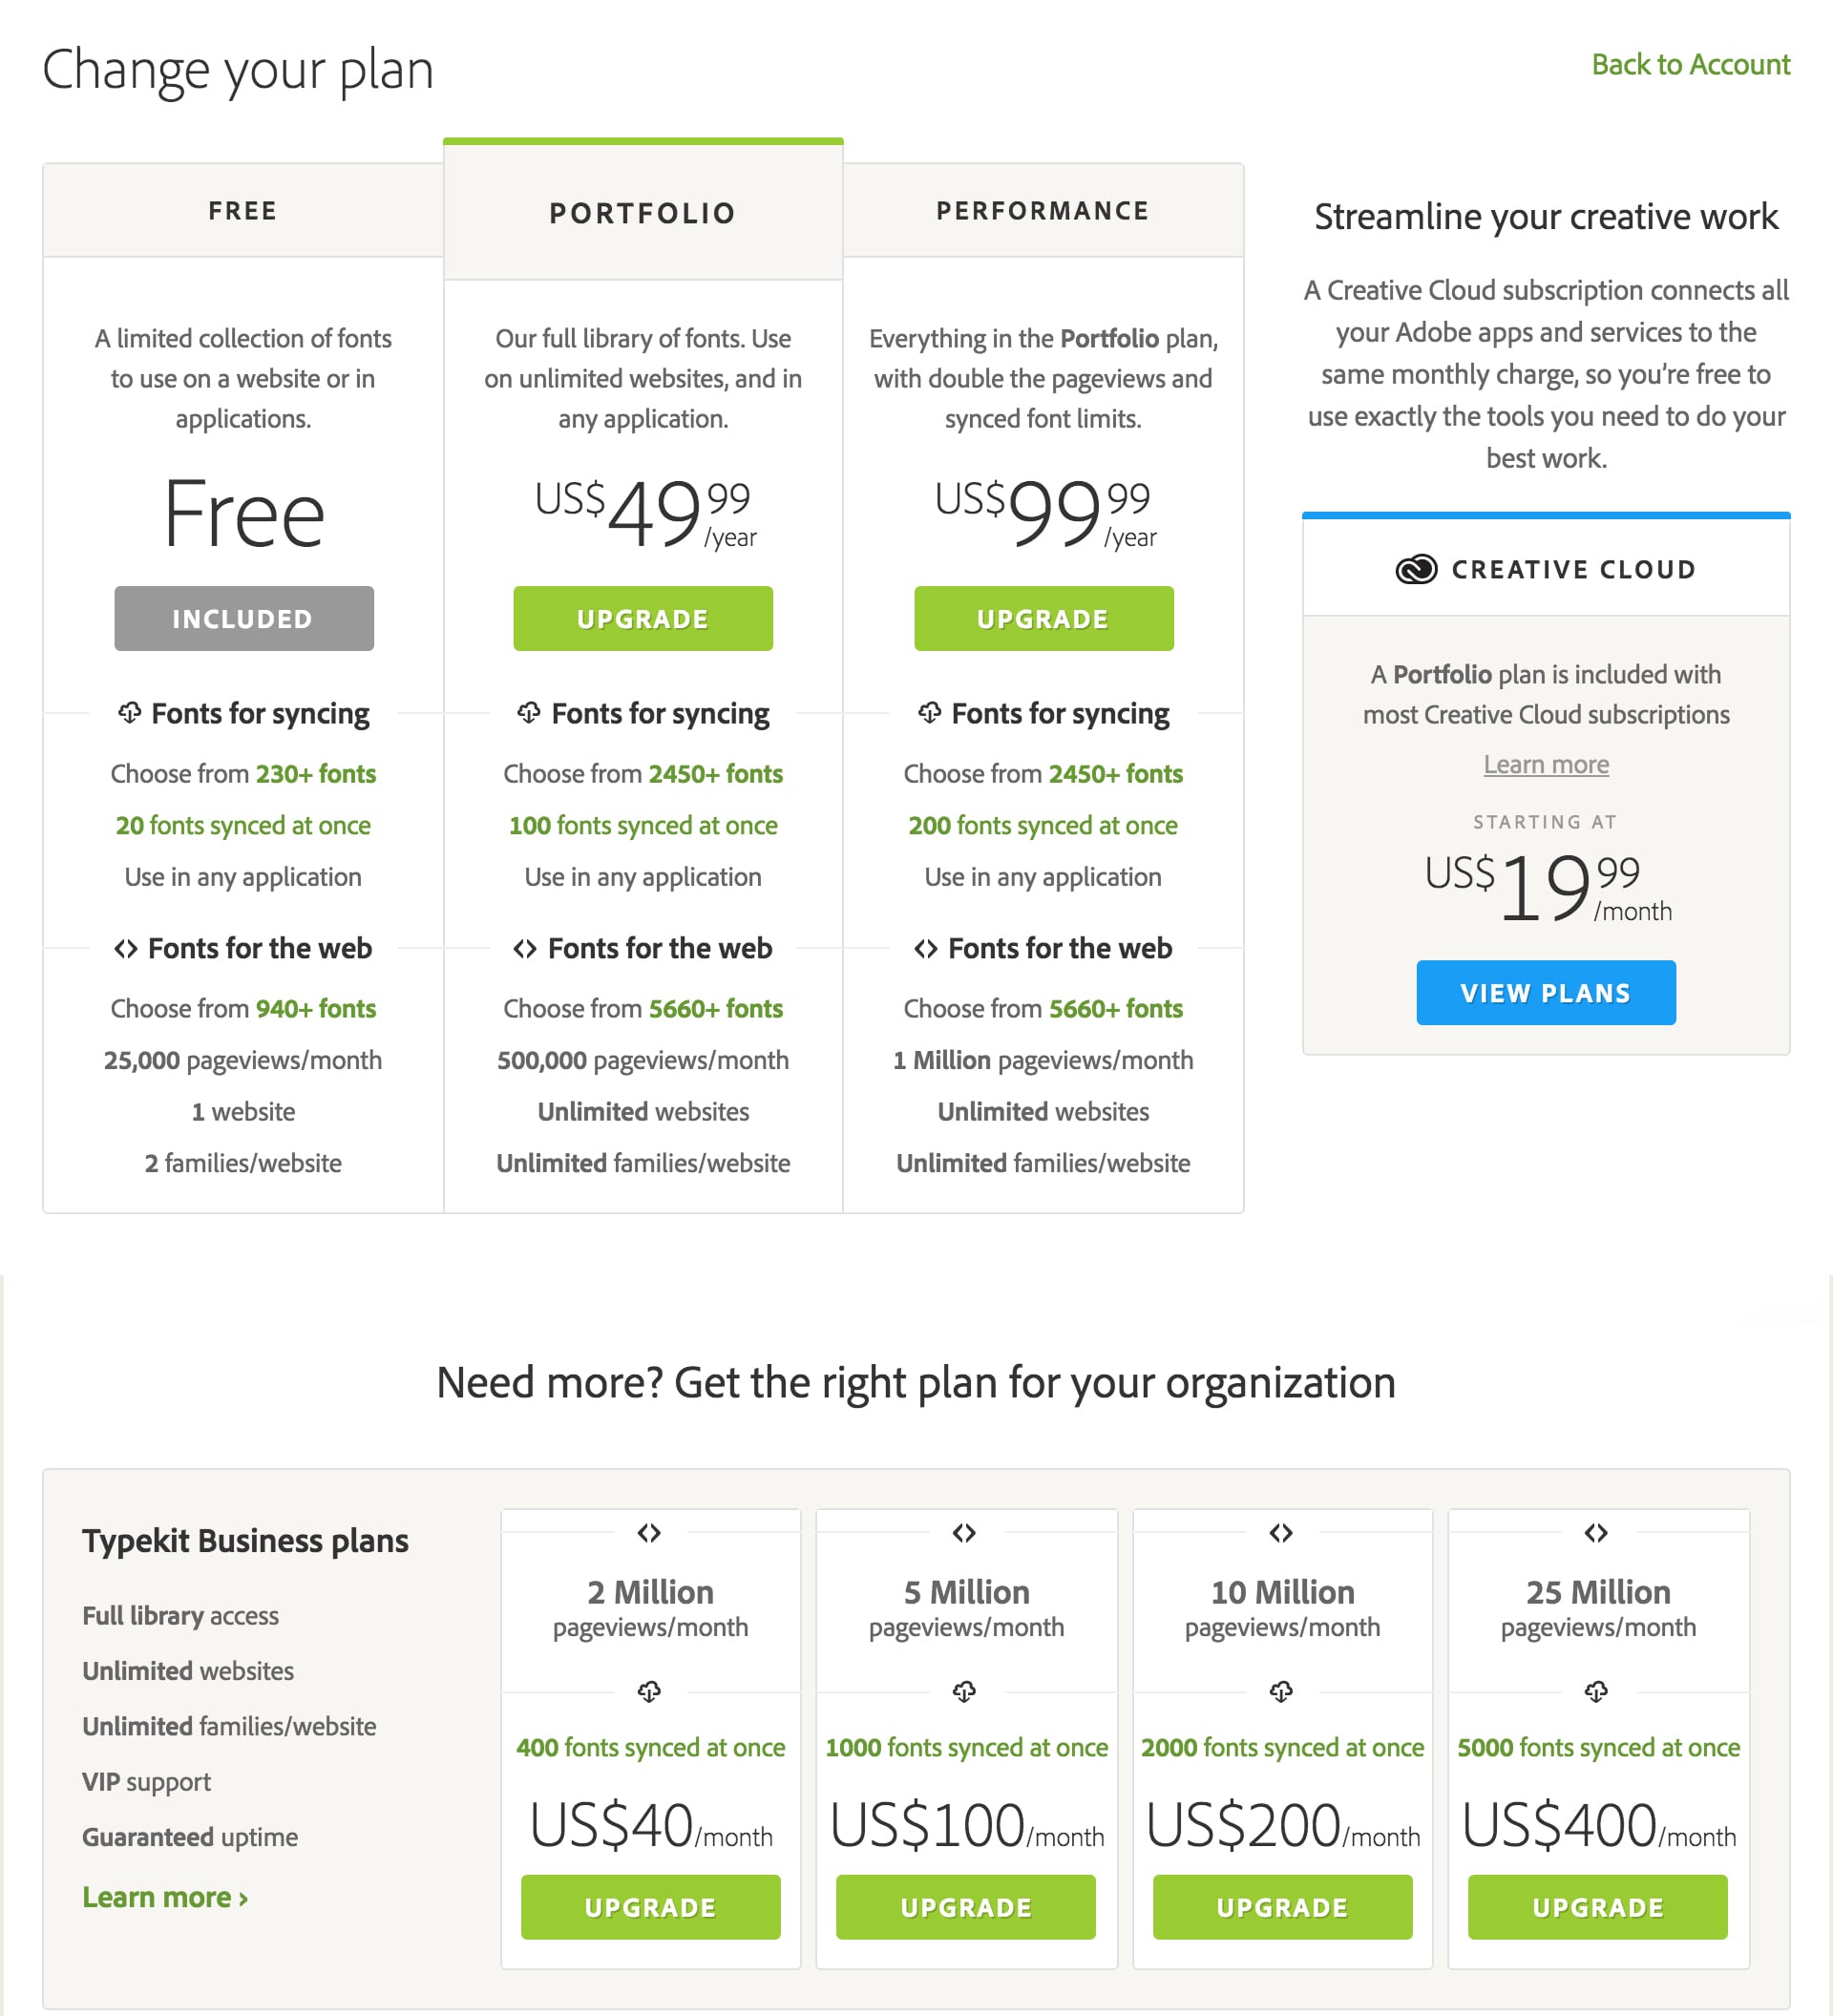 Change your plan
Back to Account
FREE
A limited collection of fonts
to use on a website or in
applications.
Free
INCLUDED
Fonts for syncing
Choose from 230+ fonts
20 fonts synced at once
Use in any application
Fonts for the web
Choose from 940+ fonts
25,000 pageviews/month
1 website
2 families/website
PORTFOLIO
Our full library of fonts. Use
on unlimited websites, and in
any application.
US$49 99 /year
UPGRADE
Fonts for syncing
Choose from 2450+ fonts
100 fonts synced at once
Use in any application
Fonts for the web
Choose from 5660+ fonts
500,000 pageviews/month
Unlimited websites
Unlimited families/website
PERFORMANCE
Everything in the Portfolio plan,
with double the pageviews and
synced font limits.
US$99 99 /year
UPGRADE
Fonts for syncing
Choose from 2450+ fonts
200 fonts synced at once
Use in any application
Fonts for the web
Choose from 5660+ fonts
1 Million pageviews/month
Unlimited websites
Unlimited families/website
Streamline your creative work
A Creative Cloud subscription connects all
your Adobe apps and services to the
same monthly charge, so you’re free to
use exactly the tools you need to do your
best work.
CREATIVE CLOUD
A Portfolio plan is included with
most Creative Cloud subscriptions
Learn more
STARTING AT
US$19 99 /month
VIEW PLANS
Need more? Get the right plan for your organization
Typekit Business plans
Full library access
Unlimited websites
Unlimited families/website
VIP support
Guaranteed uptime
Learn more ›
2 Million
pageviews/month
400 fonts synced at once
US$40/month
UPGRADE
5 Million
pageviews/month
1000 fonts synced at once
US$100/month
UPGRADE
10 Million
pageviews/month
2000 fonts synced at once
US$200/month
UPGRADE
25 Million
pageviews/month
5000 fonts synced at once
US$400/month
UPGRADE